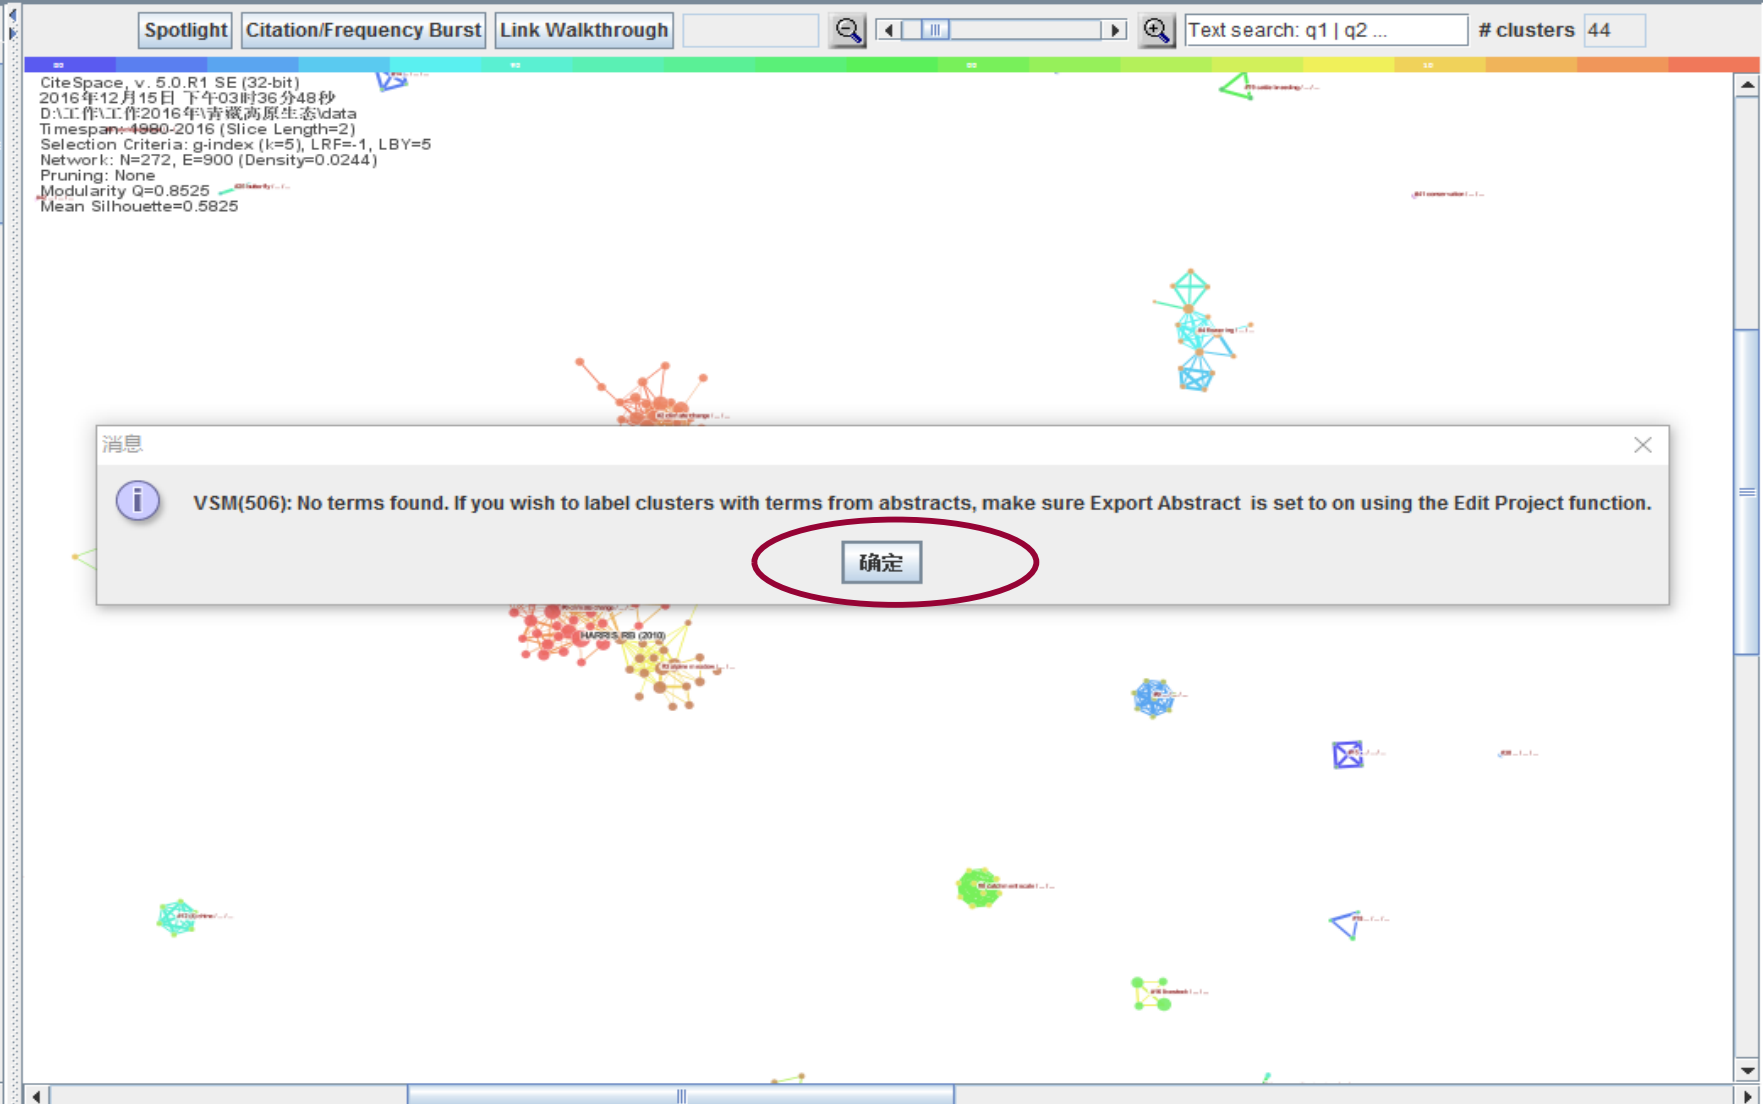 Spotlight Citation/Frequency Burst Link Walkthrough Text search: q1 | q2 ... # clusters 44
CiteSpace, v. 5.0.R1 SE (32-bit)
2016年12月15日 下午03时36分48秒
D:\工作\工作2016年\青藏高原生态\data
Timespan: 1980-2016 (Slice Length=2)
Selection Criteria: g-index (k=5), LRF=-1, LBY=5
Network: N=272, E=900 (Density=0.0244)
Pruning: None
Modularity Q=0.8525
Mean Silhouette=0.5825
消息
VSM(506): No terms found. If you wish to label clusters with terms from abstracts, make sure Export Abstract is set to on using the Edit Project function.
确定
HARRIS RB (2010)